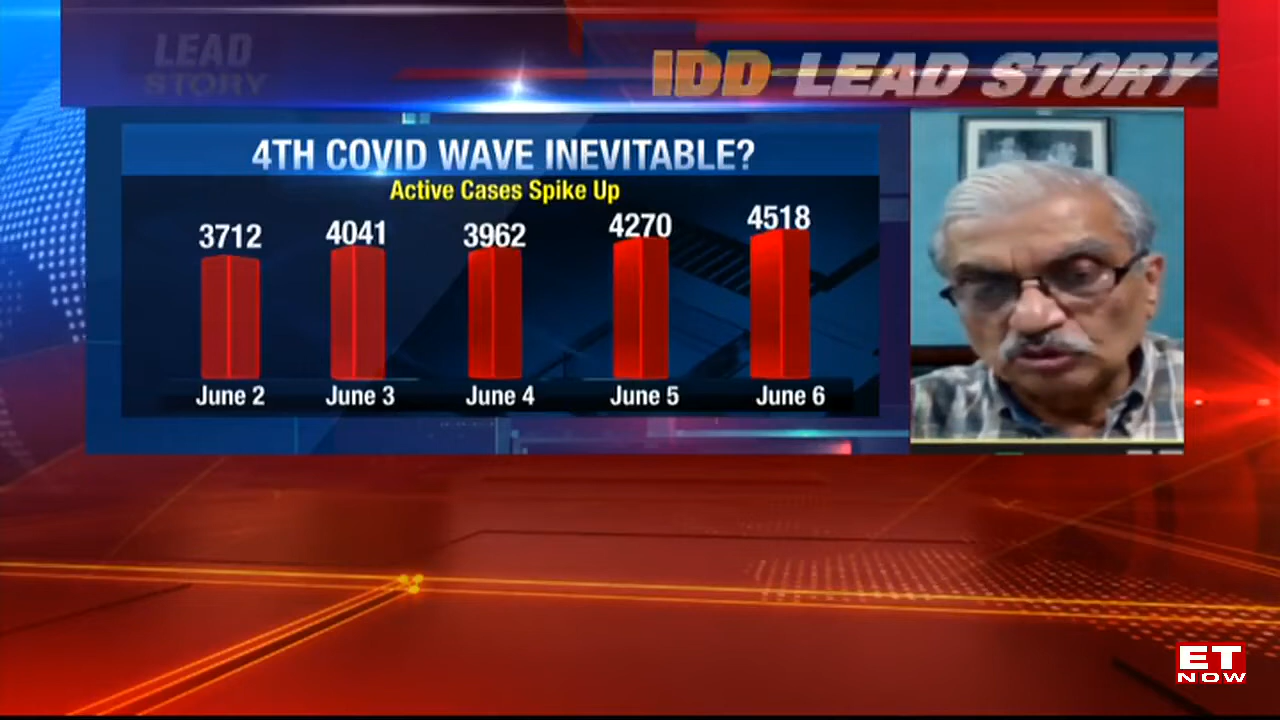 LEAD
STORY
IDD LEAD STORY
4TH COVID WAVE INEVITABLE?
Active Cases Spike Up
3712 4041 3962 4270 4518
June 2 June 3 June 4 June 5 June 6
ET
NOW